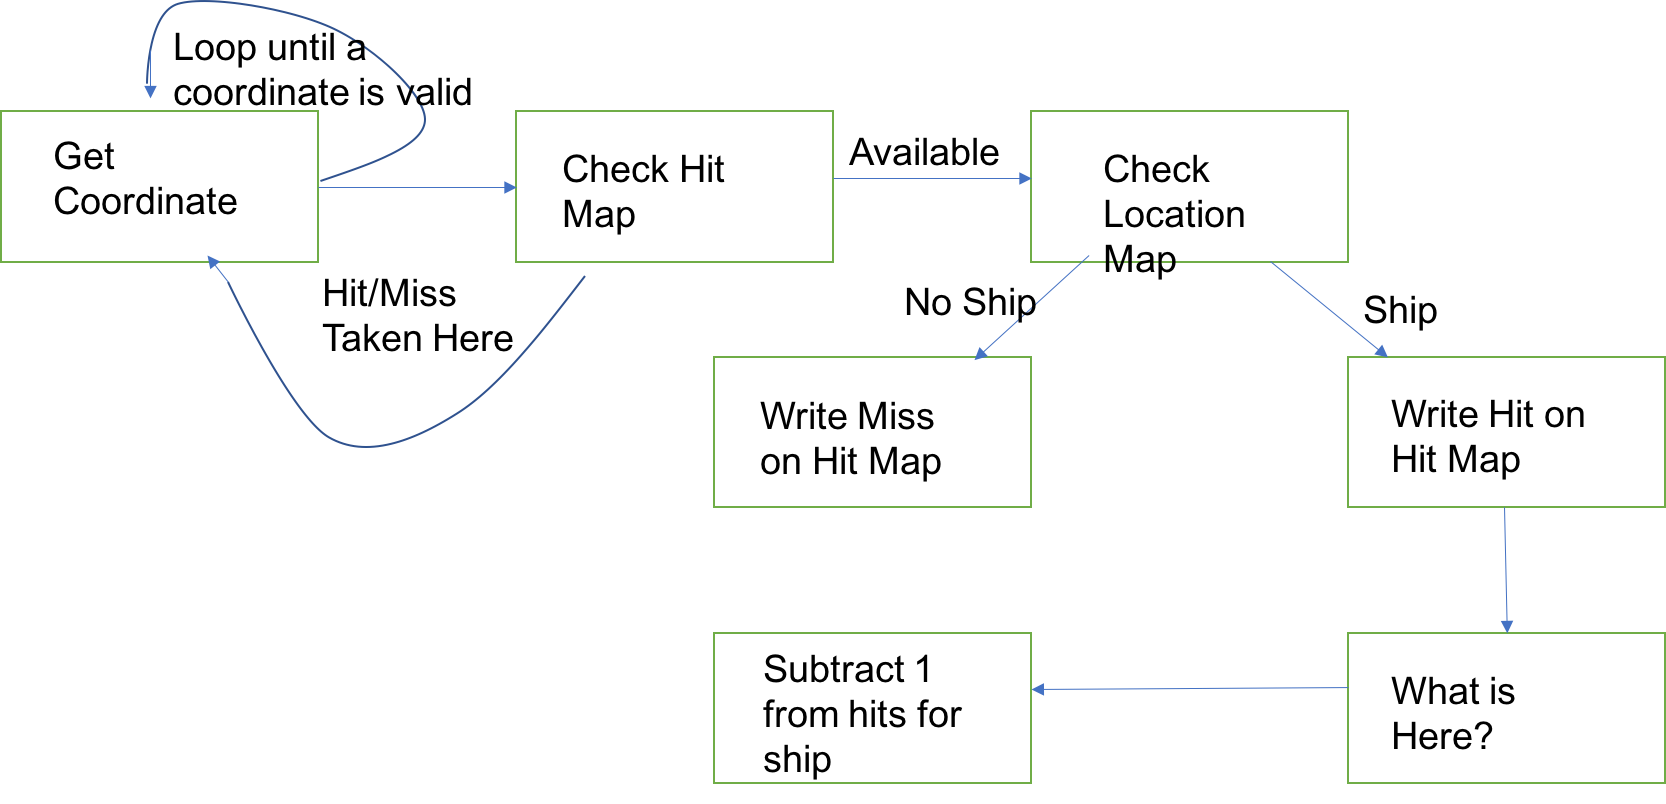 Loop until a
coordinate is valid
Get
Coordinate
Check Hit
Map
Available
Check
Location
Map
Hit/Miss
Taken Here
No Ship
Ship
Write Miss
on Hit Map
Write Hit on
Hit Map
Subtract 1
from hits for
ship
What is
Here?